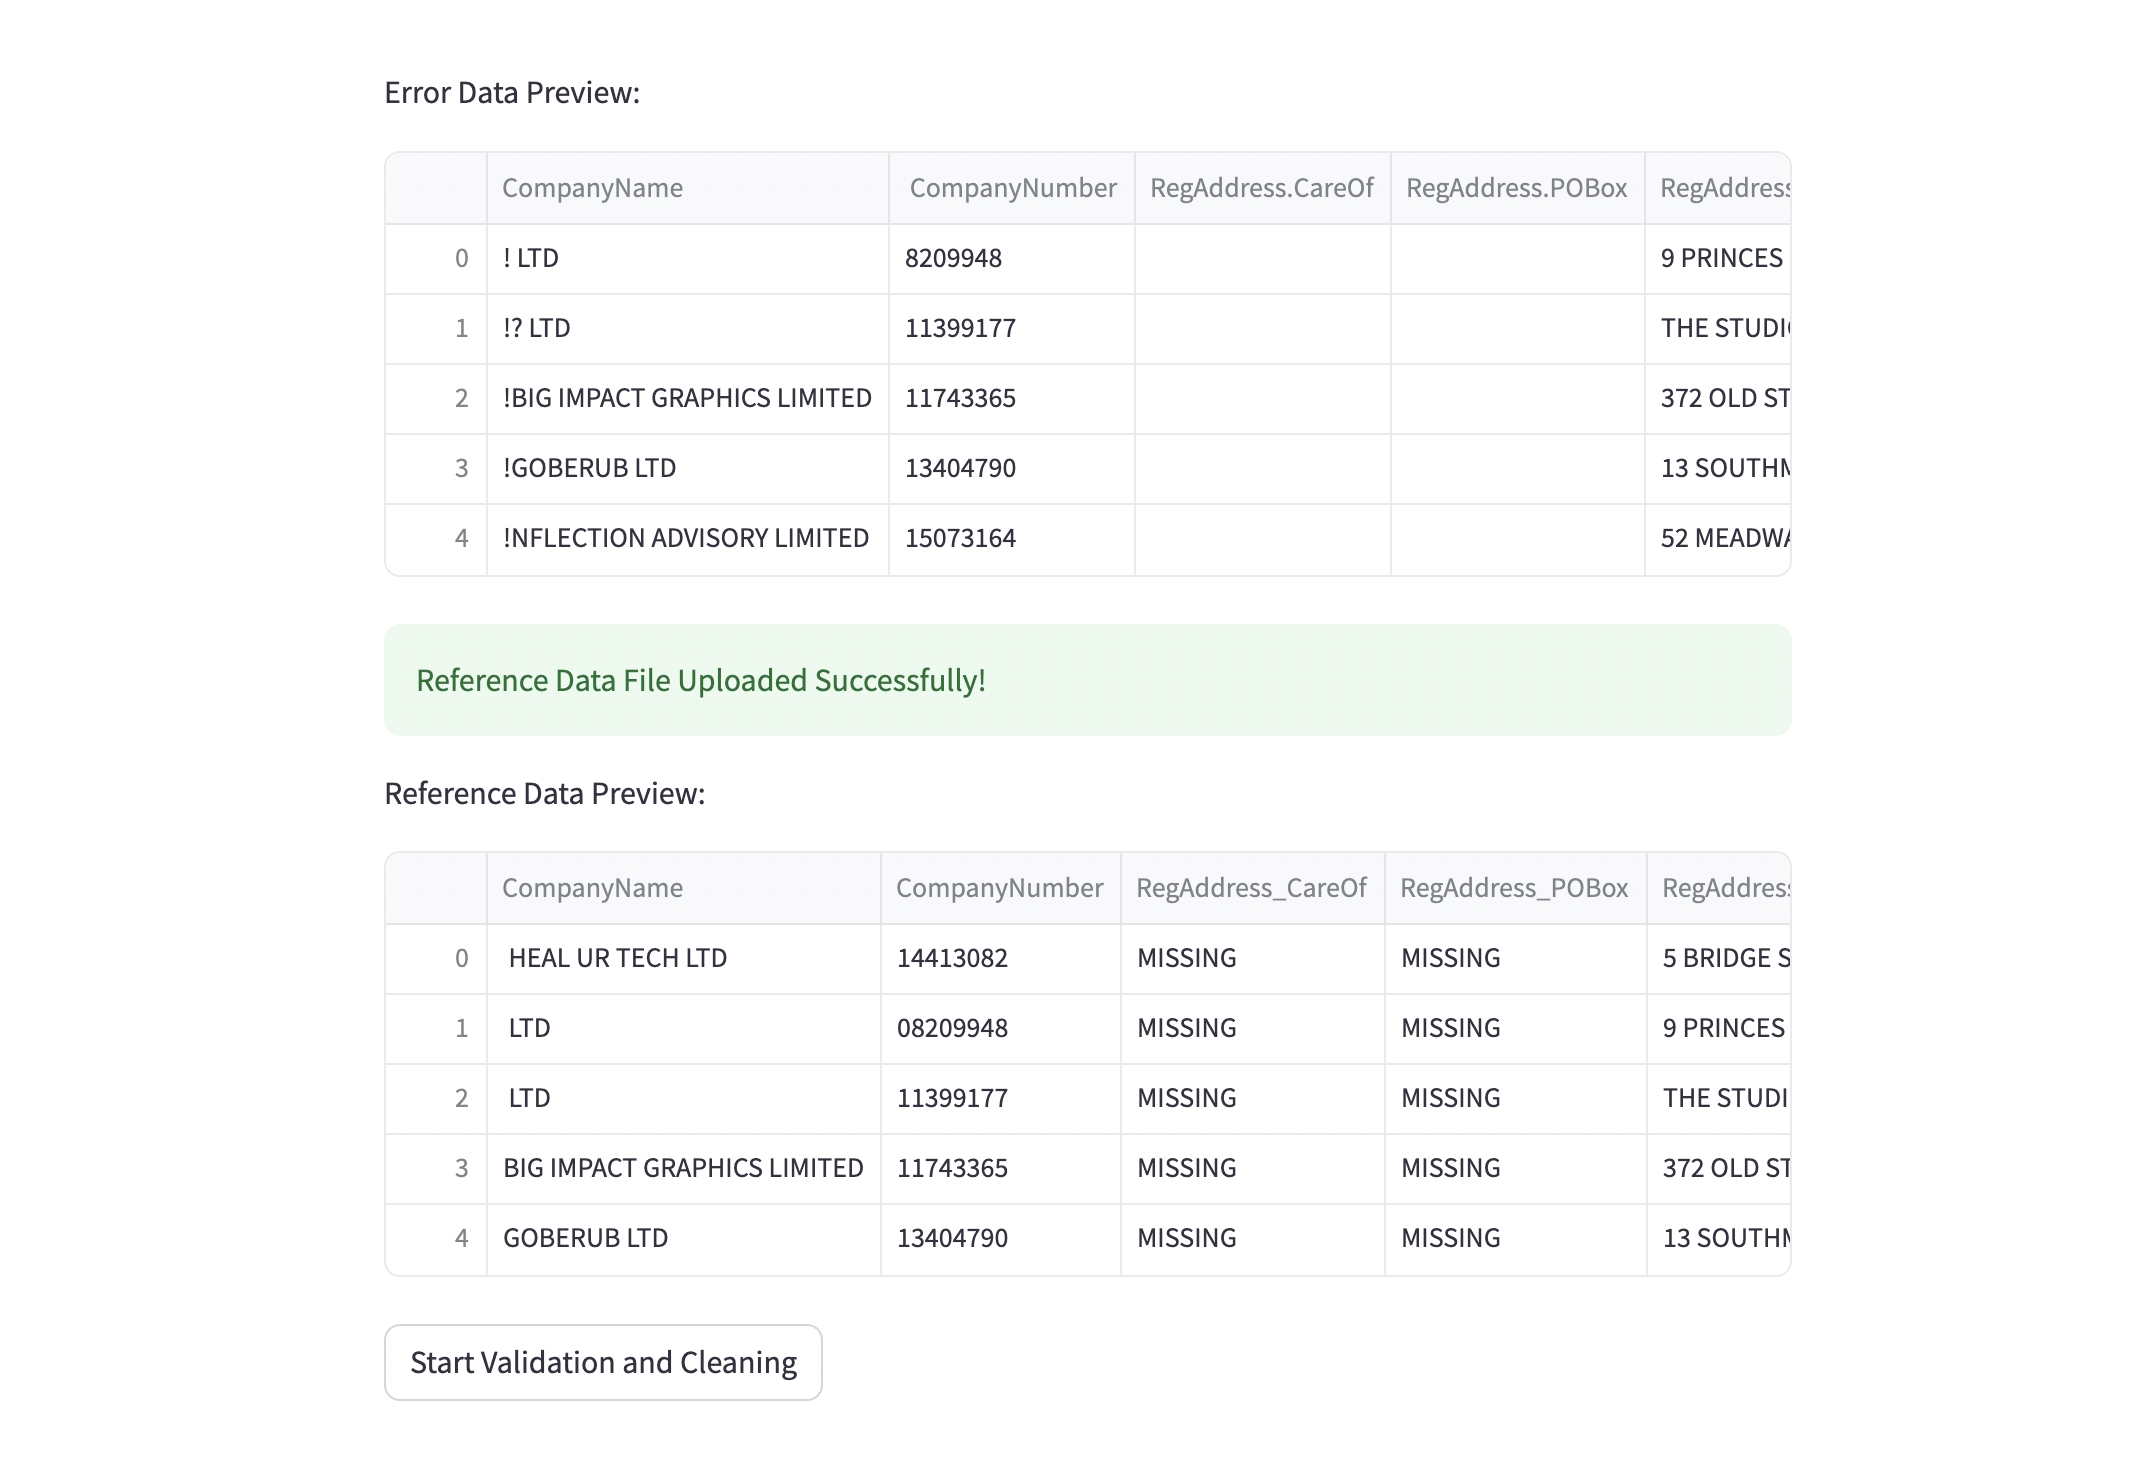 Error Data Preview:
CompanyName CompanyNumber RegAddress.CareOf RegAddress.POBox RegAddress
0 ! LTD 8209948 9 PRINCES
1 !? LTD 11399177 THE STUDI
2 !BIG IMPACT GRAPHICS LIMITED 11743365 372 OLD ST
3 !GOBERUB LTD 13404790 13 SOUTHM
4 !NFLECTION ADVISORY LIMITED 15073164 52 MEADWA
Reference Data File Uploaded Successfully!
Reference Data Preview:
CompanyName CompanyNumber RegAddress_CareOf RegAddress_POBox RegAddress
0 HEAL UR TECH LTD 14413082 MISSING MISSING 5 BRIDGE S
1 LTD 08209948 MISSING MISSING 9 PRINCES
2 LTD 11399177 MISSING MISSING THE STUDI
3 BIG IMPACT GRAPHICS LIMITED 11743365 MISSING MISSING 372 OLD ST
4 GOBERUB LTD 13404790 MISSING MISSING 13 SOUTHM
Start Validation and Cleaning